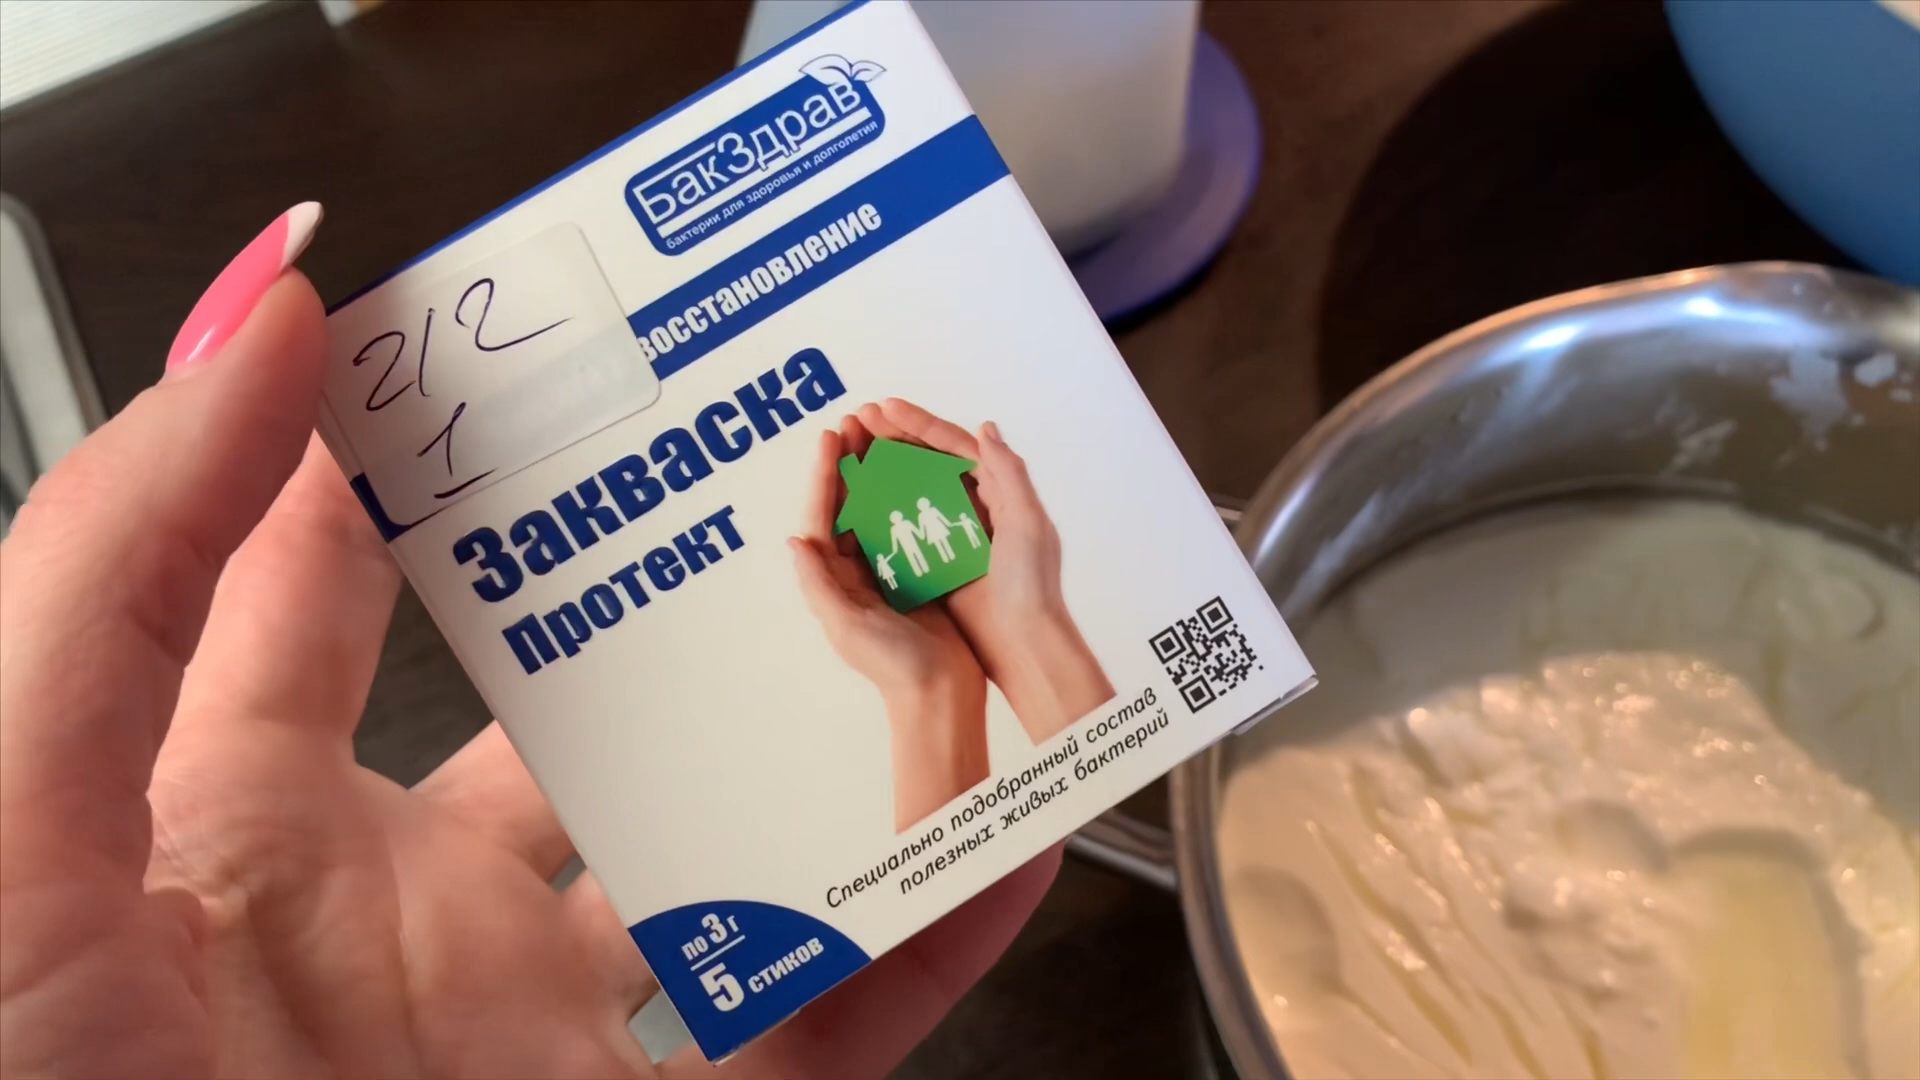 БакЗдрав
бактерии для здоровья и долголетия
восстановление
2/2
1
Закваска
Протект
Специально подобранный состав
полезных живых бактерий
по 3 г
5 стиков